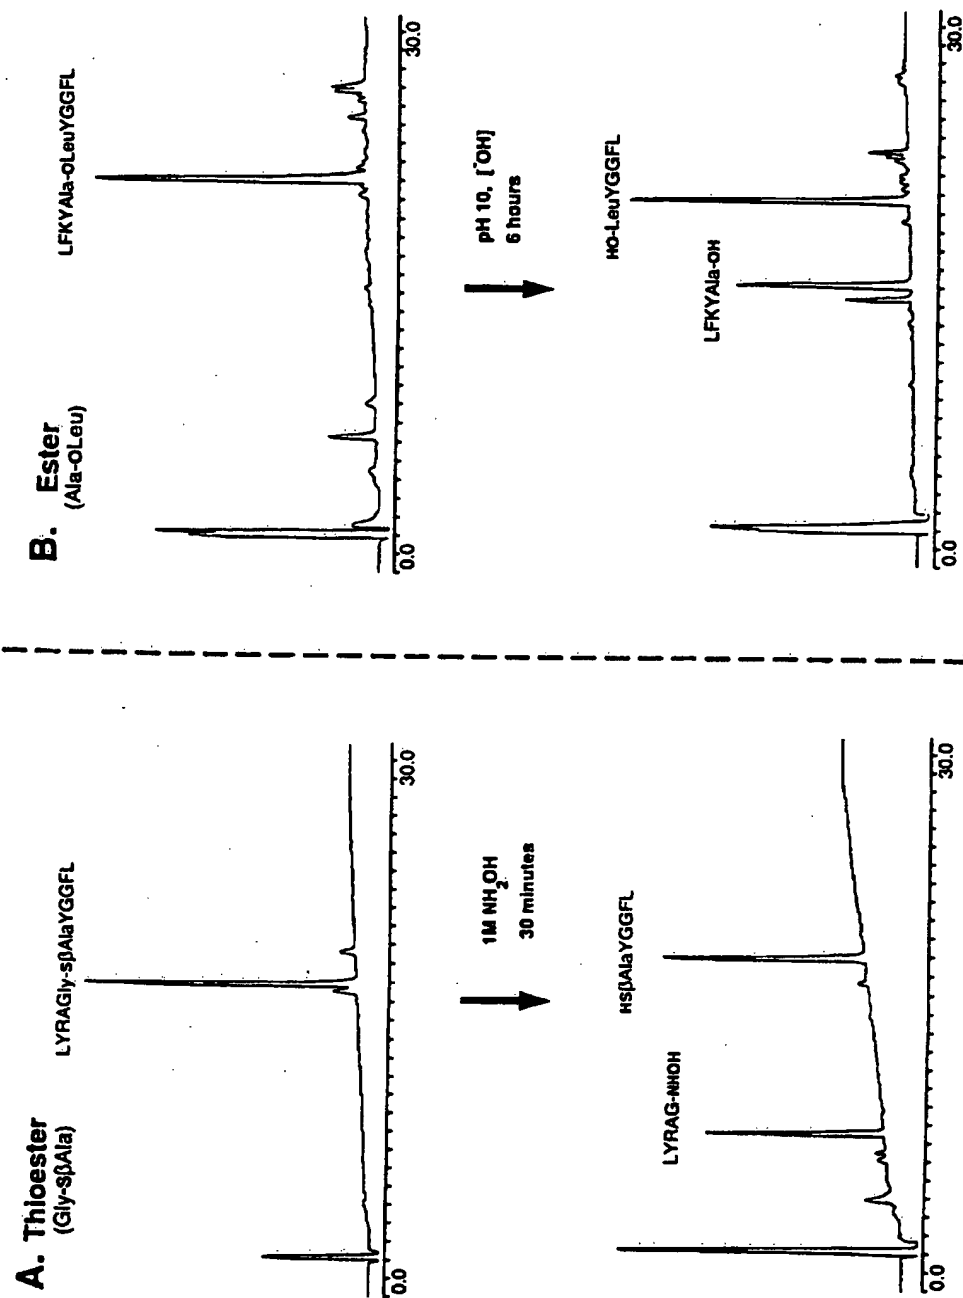 A. Thioester
(Gly-sβAla)
LYRAGly-sβAlaYGGFL
0.0
30.0
1M NH2OH
30 minutes
LYRAG-NHOH
HSβAlaYGGFL
0.0
30.0
B. Ester
(Ala-OLeu)
LFKYAla-OLeuYGGFL
0.0
30.0
pH 10, [⁻OH]
6 hours
LFKYAla-OH
HO-LeuYGGFL
0.0
30.0